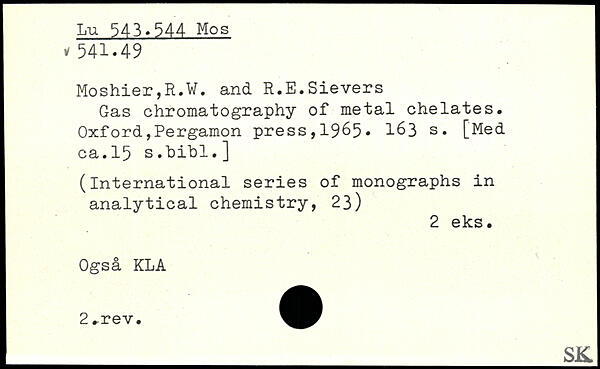 Lu 543.544 Mos
v 541.49
Moshier,R.W. and R.E.Sievers
Gas chromatography of metal chelates.
Oxford,Pergamon press,1965. 163 s. [Med
ca.15 s.bibl.]
(International series of monographs in
analytical chemistry, 23)
2 eks.
Også KLA
2.rev.
SK